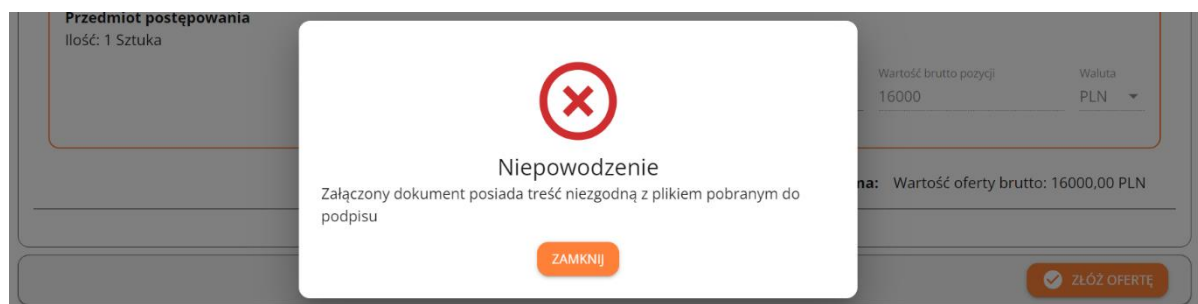 Przedmiot postępowania
Ilość: 1 Sztuka
Wartość brutto pozycji
Waluta
16000
PLN
Niepowodzenie
Załączony dokument posiada treść niezgodną z plikiem pobranym do
podpisu
na: Wartość oferty brutto: 16000,00 PLN
ZAMKNIJ
ZŁÓŻ OFERTĘ